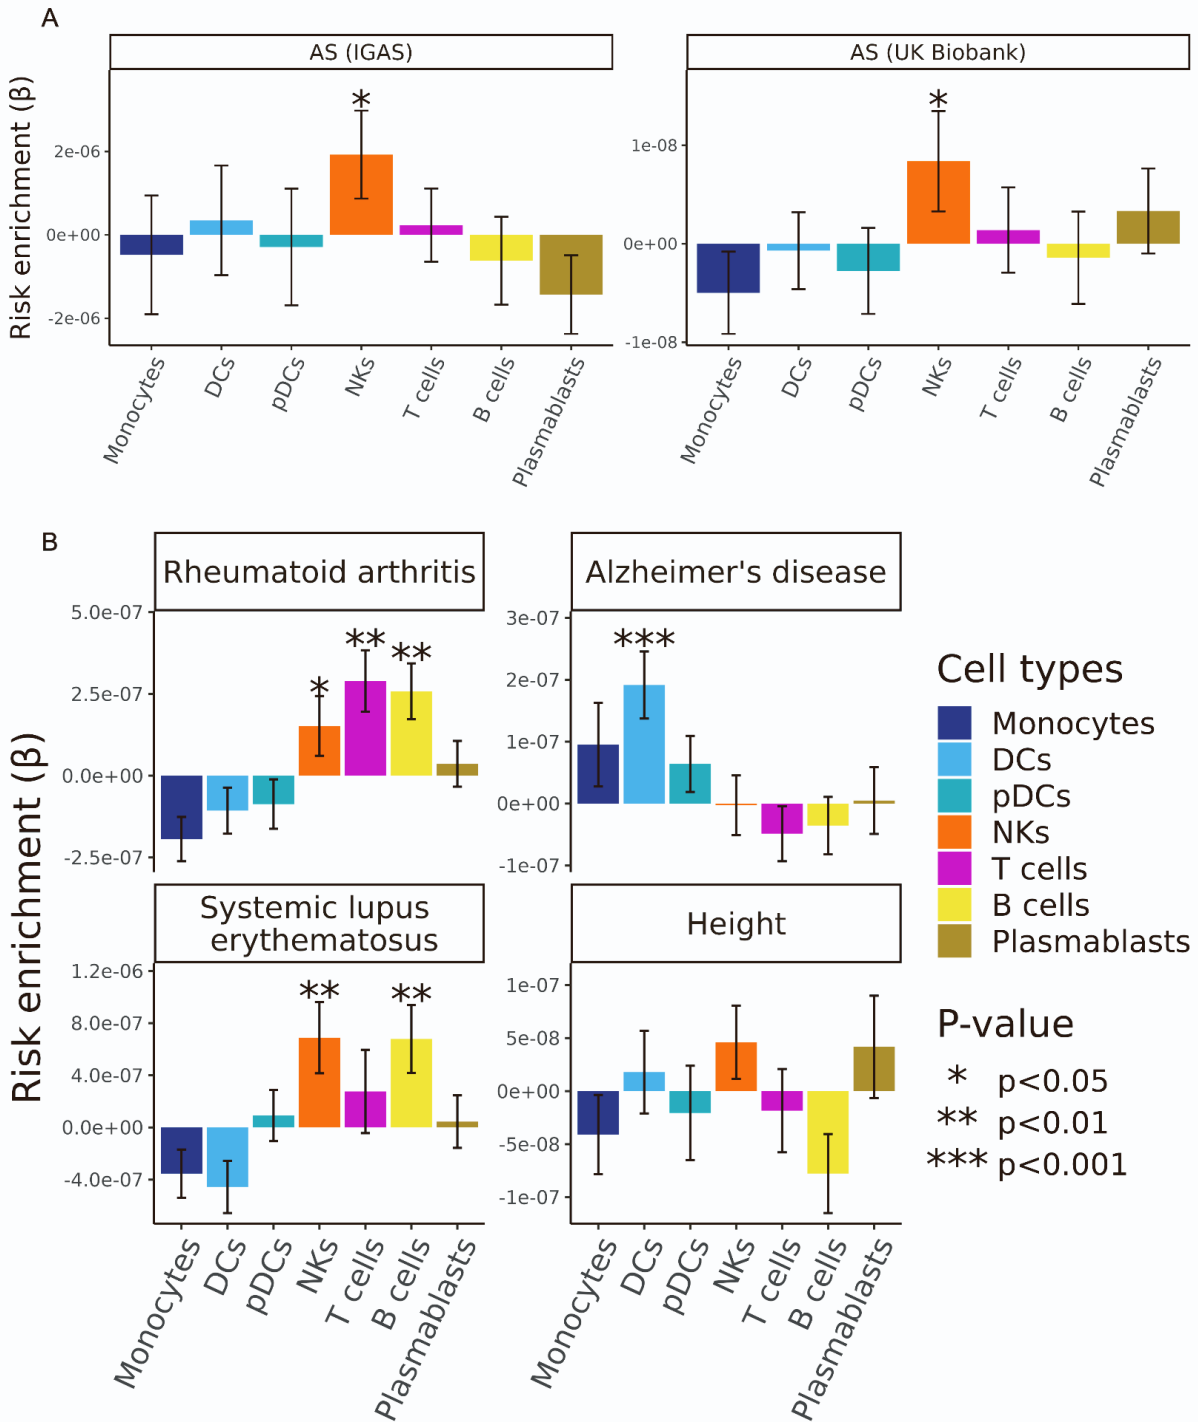 A
AS (IGAS)
AS (UK Biobank)
Risk enrichment (β)
2e-06
0e+00
-2e-06
*
1e-08
0e+00
-1e-08
*
Monocytes
DCs
pDCs
NKs
T cells
B cells
Plasmablasts
Monocytes
DCs
pDCs
NKs
T cells
B cells
Plasmablasts
B
Risk enrichment (β)
Rheumatoid arthritis
5.0e-07
2.5e-07
0.0e+00
-2.5e-07
*
**
**
Alzheimer's disease
3e-07
2e-07
1e-07
0e+00
-1e-07
***
Systemic lupus
erythematosus
1.2e-06
8.0e-07
4.0e-07
0.0e+00
-4.0e-07
**
**
Height
1e-07
5e-08
0e+00
-5e-08
-1e-07
Monocytes
DCs
pDCs
NKs
T cells
B cells
Plasmablasts
Monocytes
DCs
pDCs
NKs
T cells
B cells
Plasmablasts
Cell types
Monocytes
DCs
pDCs
NKs
T cells
B cells
Plasmablasts
P-value
* p<0.05
** p<0.01
*** p<0.001